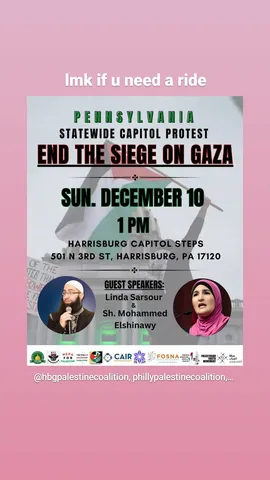 lmk if u need a ride
PENNSYLVANIA
STATEWIDE CAPITOL PROTEST
END THE SIEGE ON GAZA
SUN. DECEMBER 10
1 PM
HARRISBURG CAPITOL STEPS
501 N 3RD ST, HARRISBURG, PA 17120
GUEST SPEAKERS:
Linda Sarsour
&
Sh. Mohammed
Elshinawy
CAIR
FOSNA
@hbgpalestinecoalition, phillypalestinecoalition,...